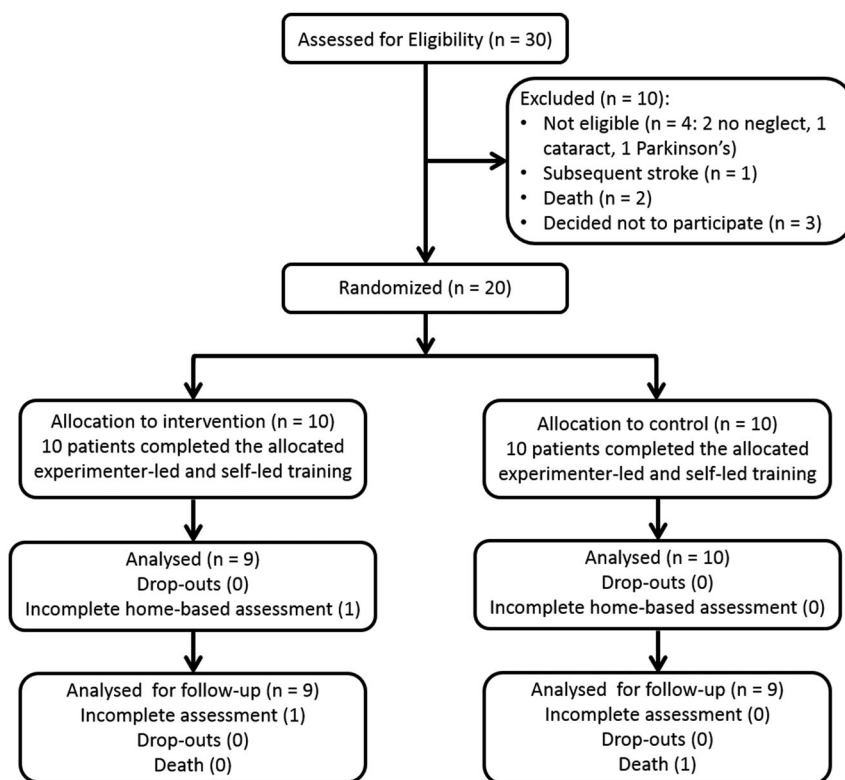 Assessed for Eligibility (n = 30)
Excluded (n = 10):
• Not eligible (n = 4: 2 no neglect, 1
cataract, 1 Parkinson's)
• Subsequent stroke (n = 1)
• Death (n = 2)
• Decided not to participate (n = 3)
Randomized (n = 20)
Allocation to intervention (n = 10)
10 patients completed the allocated
experimenter-led and self-led training
Allocation to control (n = 10)
10 patients completed the allocated
experimenter-led and self-led training
Analysed (n = 9)
Drop-outs (0)
Incomplete home-based assessment (1)
Analysed (n = 10)
Drop-outs (0)
Incomplete home-based assessment (0)
Analysed for follow-up (n = 9)
Incomplete assessment (1)
Drop-outs (0)
Death (0)
Analysed for follow-up (n = 9)
Incomplete assessment (0)
Drop-outs (0)
Death (1)